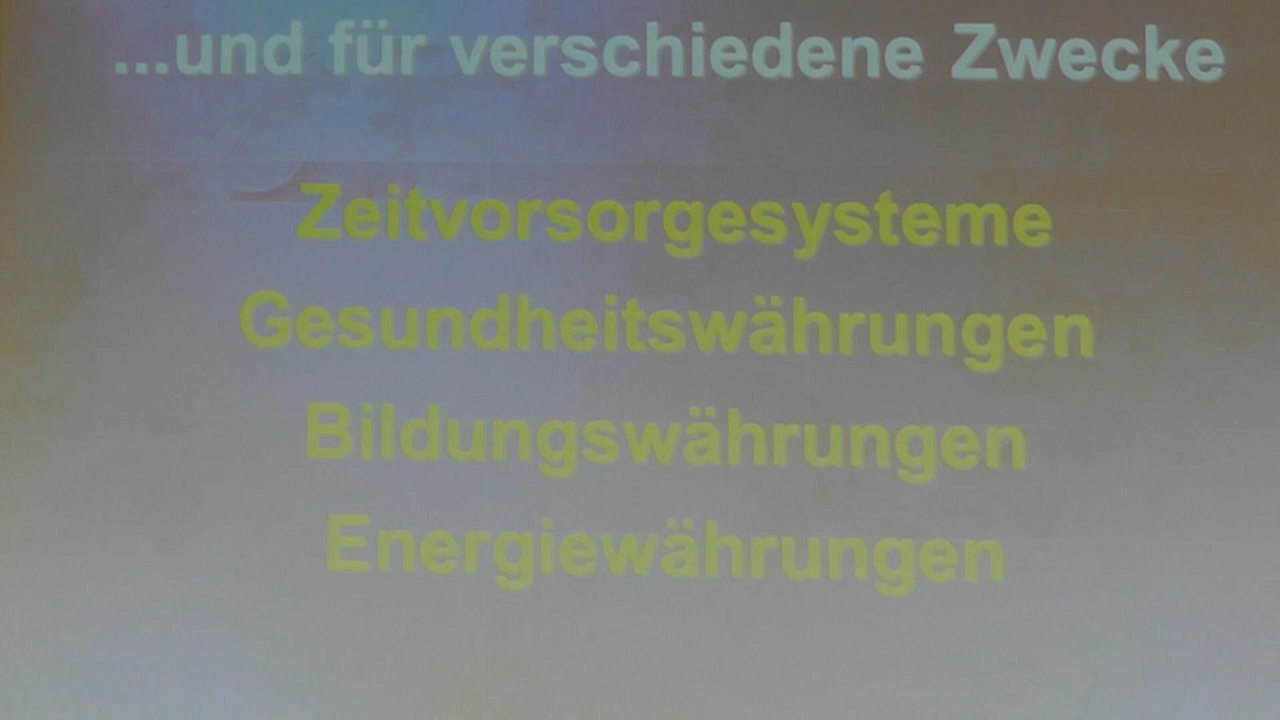 ...und für verschiedene Zwecke
Zeitvorsorgesysteme
Gesundheitswährungen
Bildungswährungen
Energiewährungen